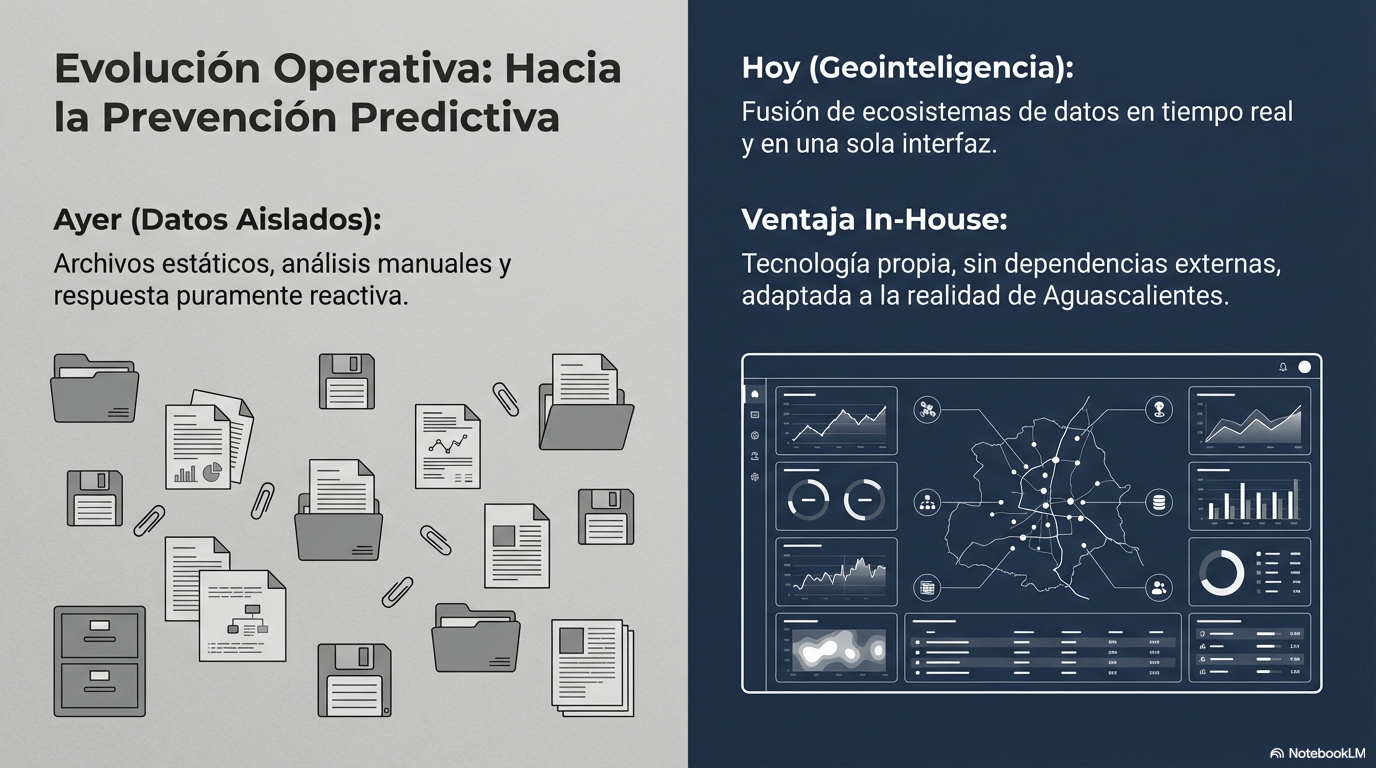 Evolución Operativa: Hacia
la Prevención Predictiva
Ayer (Datos Aislados):
Archivos estáticos, análisis manuales y
respuesta puramente reactiva.
Hoy (Geointeligencia):
Fusión de ecosistemas de datos en tiempo real
y en una sola interfaz.
Ventaja In-House:
Tecnología propia, sin dependencias externas,
adaptada a la realidad de Aguascalientes.
NotebookLM